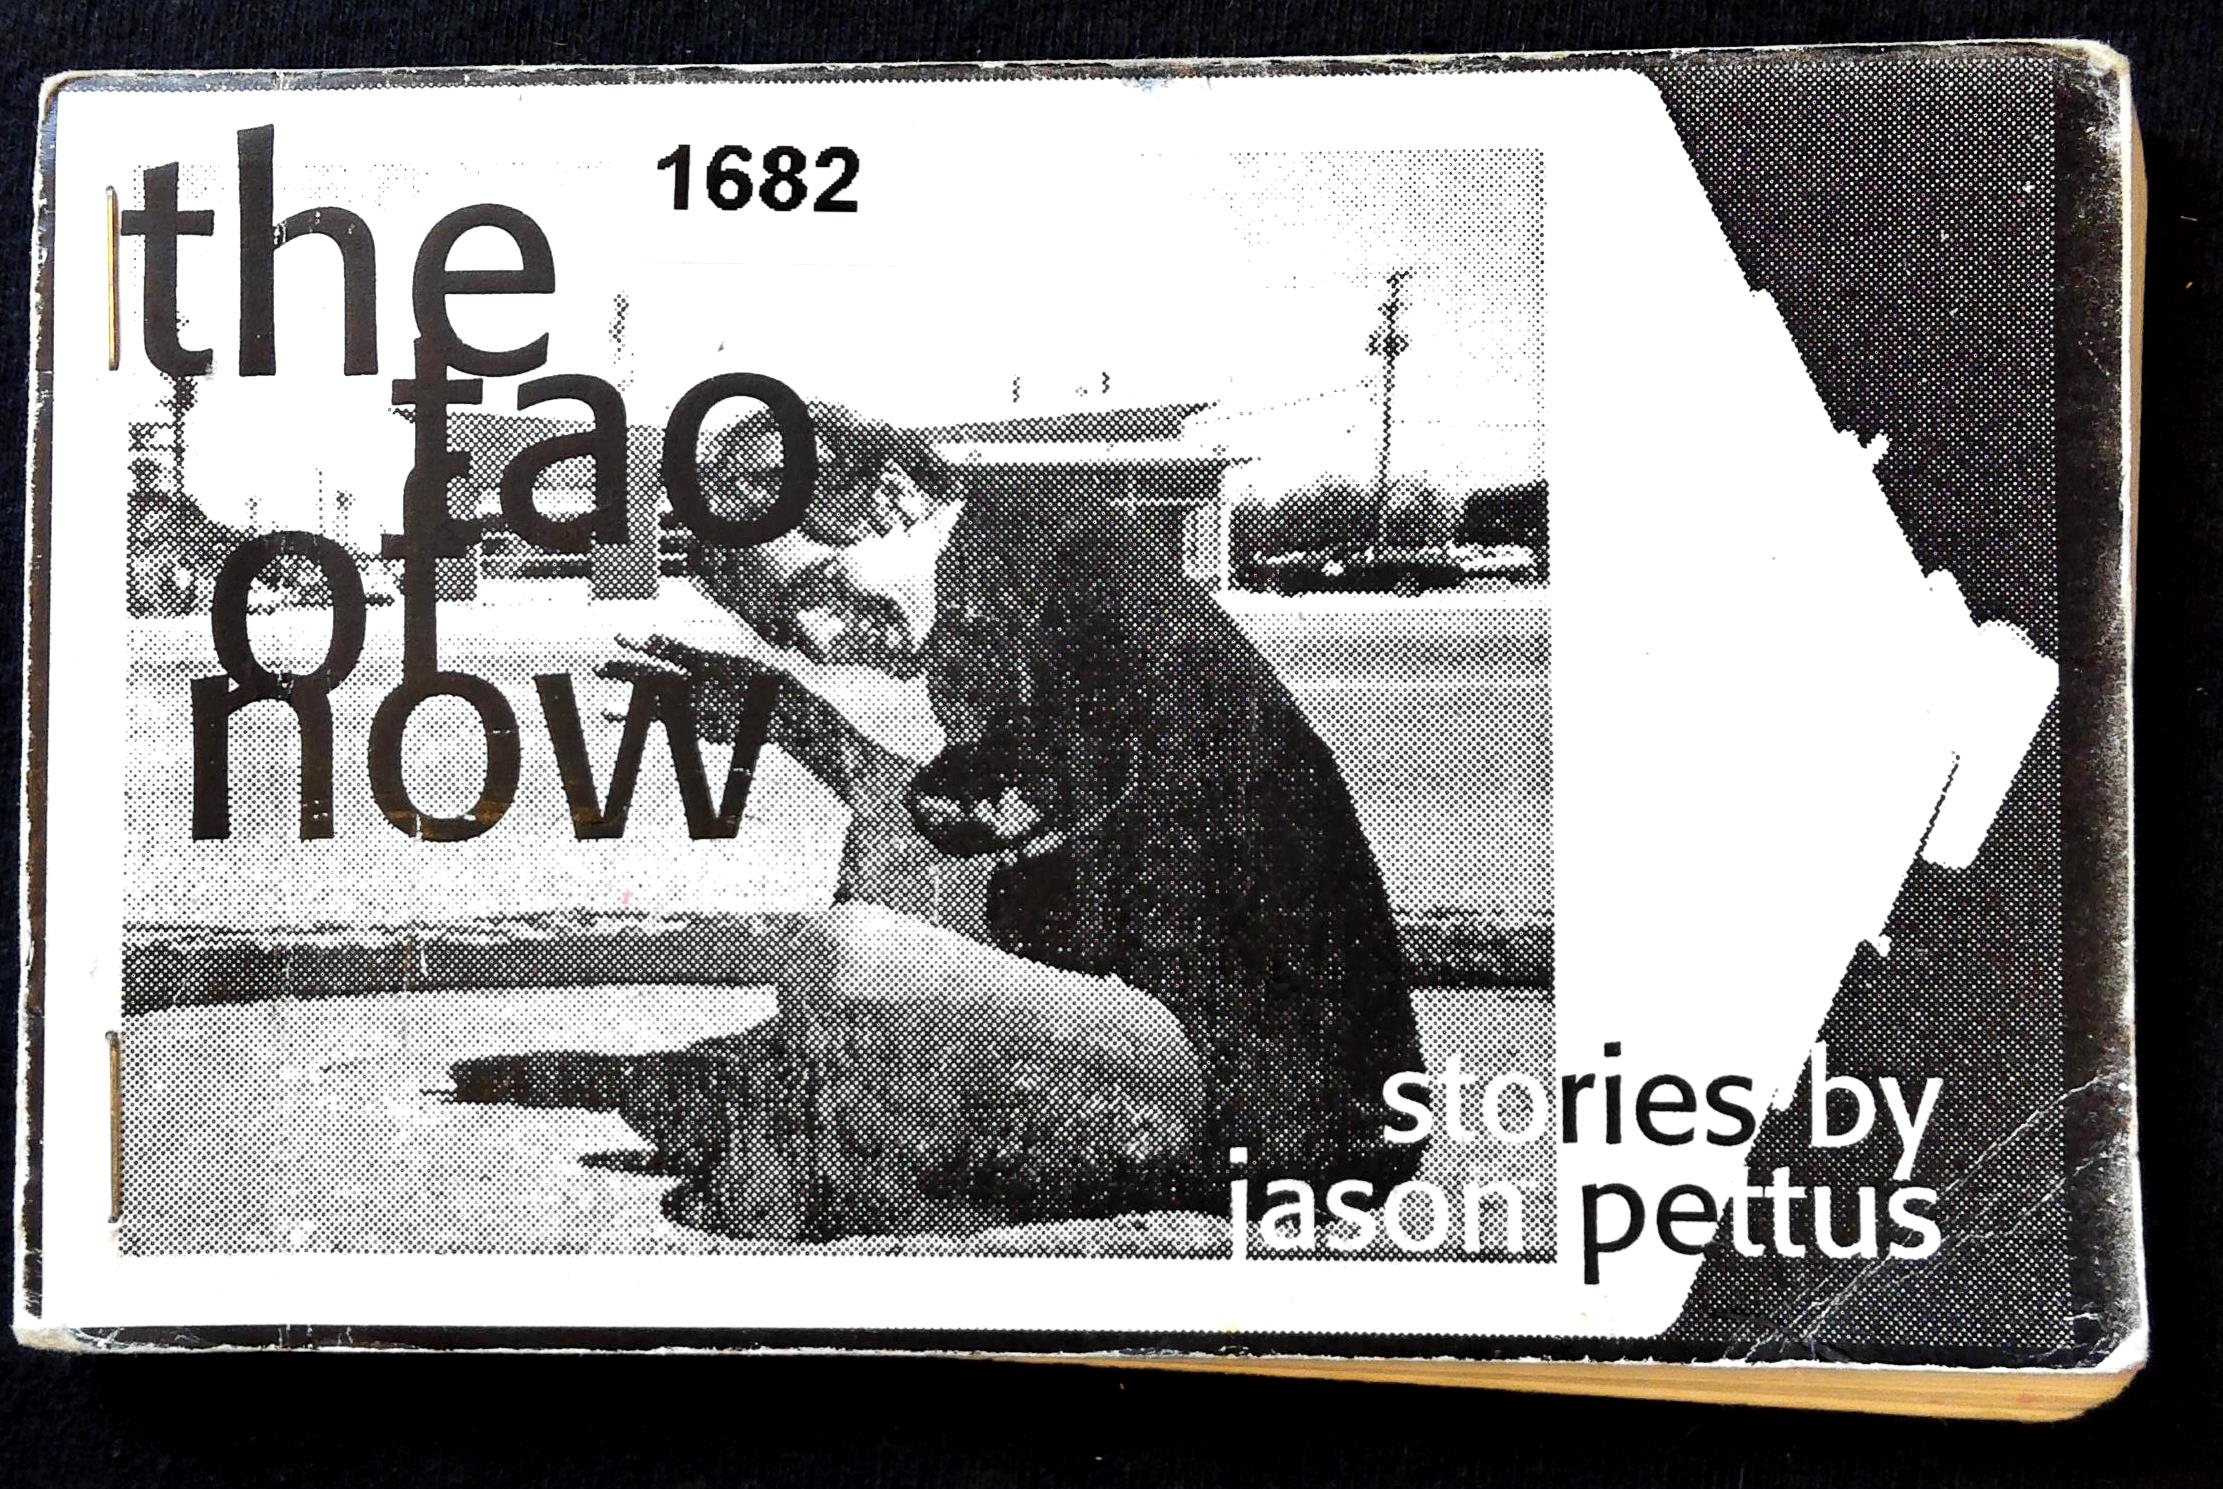 1682
the
tao
of
now
stories by
jason pettus